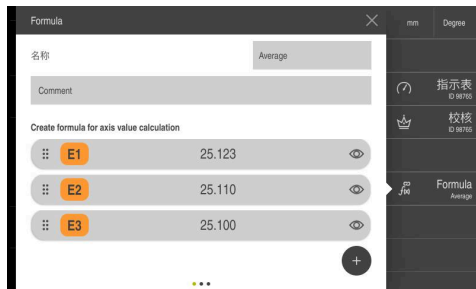 Formula
mm
Degree
名称
Average
Comment
指示表
ID 98765
校核
ID 98765
Create formula for axis value calculation
E1
25.123
E2
25.110
E3
25.100
Formula
Average